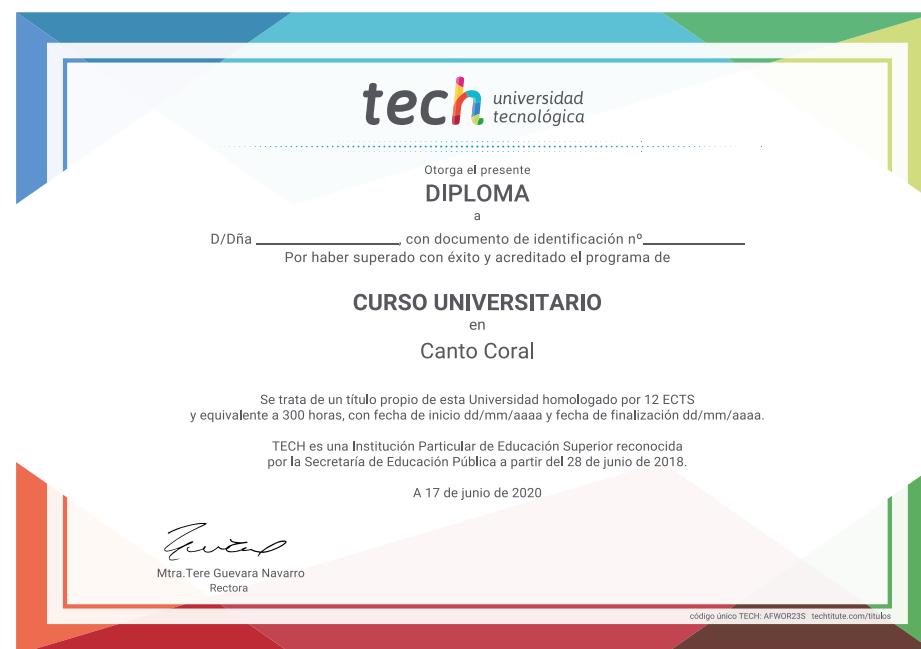 tech universidad
tecnológica
Otorga el presente
DIPLOMA
a
D/Dña ____________, con documento de identificación nº____________
Por haber superado con éxito y acreditado el programa de
CURSO UNIVERSITARIO
en
Canto Coral
Se trata de un título propio de esta Universidad homologado por 12 ECTS
y equivalente a 300 horas, con fecha de inicio dd/mm/aaaa y fecha de finalización dd/mm/aaaa.
TECH es una Institución Particular de Educación Superior reconocida
por la Secretaría de Educación Pública a partir del 28 de junio de 2018.
A 17 de junio de 2020
Mtra.Tere Guevara Navarro
Rectora
código único TECH: AFWOR23S techtitute.com/titulos